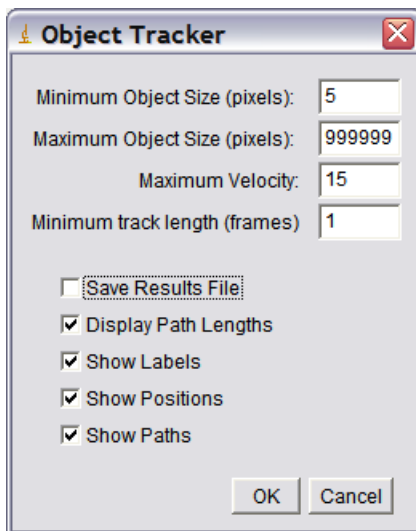 Object Tracker
Minimum Object Size (pixels): 5
Maximum Object Size (pixels): 999999
Maximum Velocity: 15
Minimum track length (frames) 1
Save Results File
Display Path Lengths
Show Labels
Show Positions
Show Paths
OK Cancel